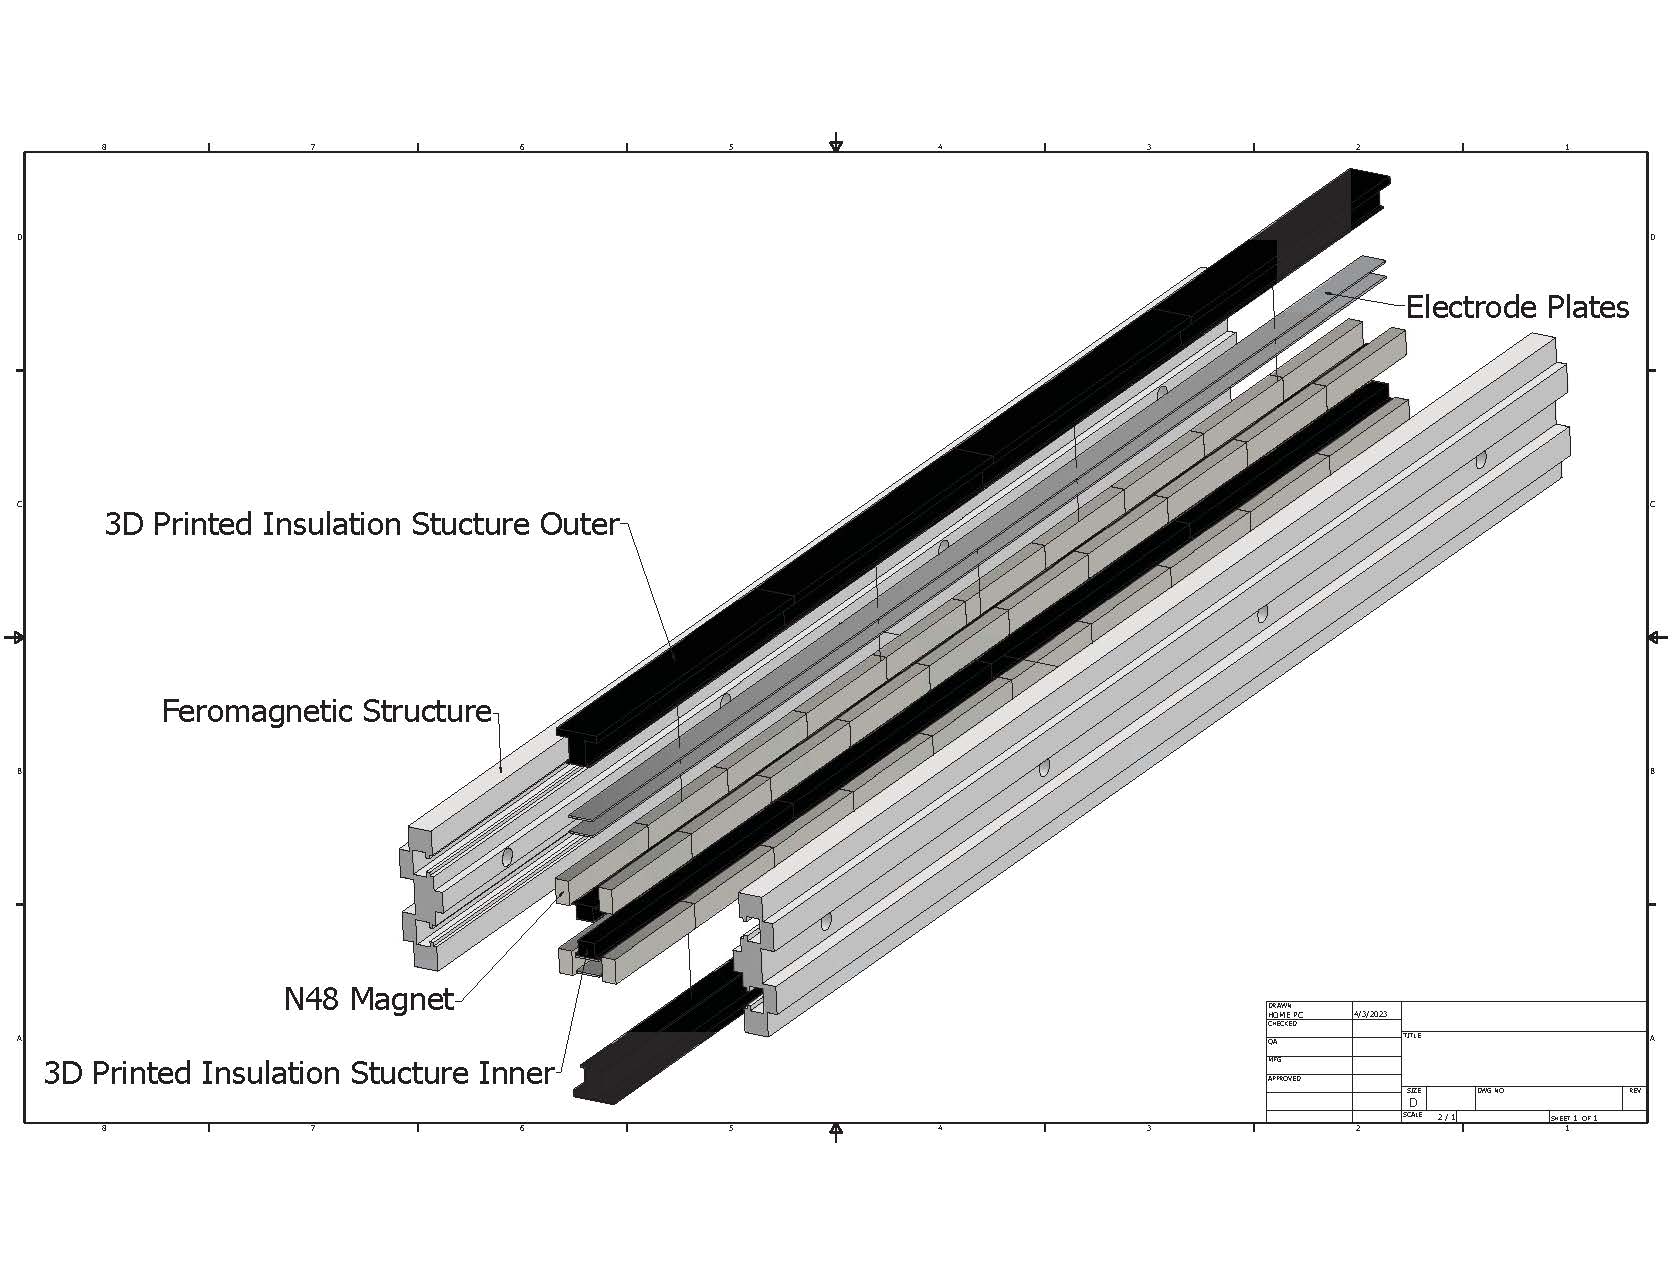 8 7 6 5 4 3 2 1
D D
Electrode Plates
C C
3D Printed Insulation Stucture Outer
Feromagnetic Structure
B B
N48 Magnet
3D Printed Insulation Stucture Inner
A A
DRAWN
HOME PC 4/3/2023
CHECKED
QA
MFG
APPROVED
TITLE
SIZE DWG NO REV
D
SCALE 2 / 1 SHEET 1 OF 1
8 7 6 5 4 3 2 1